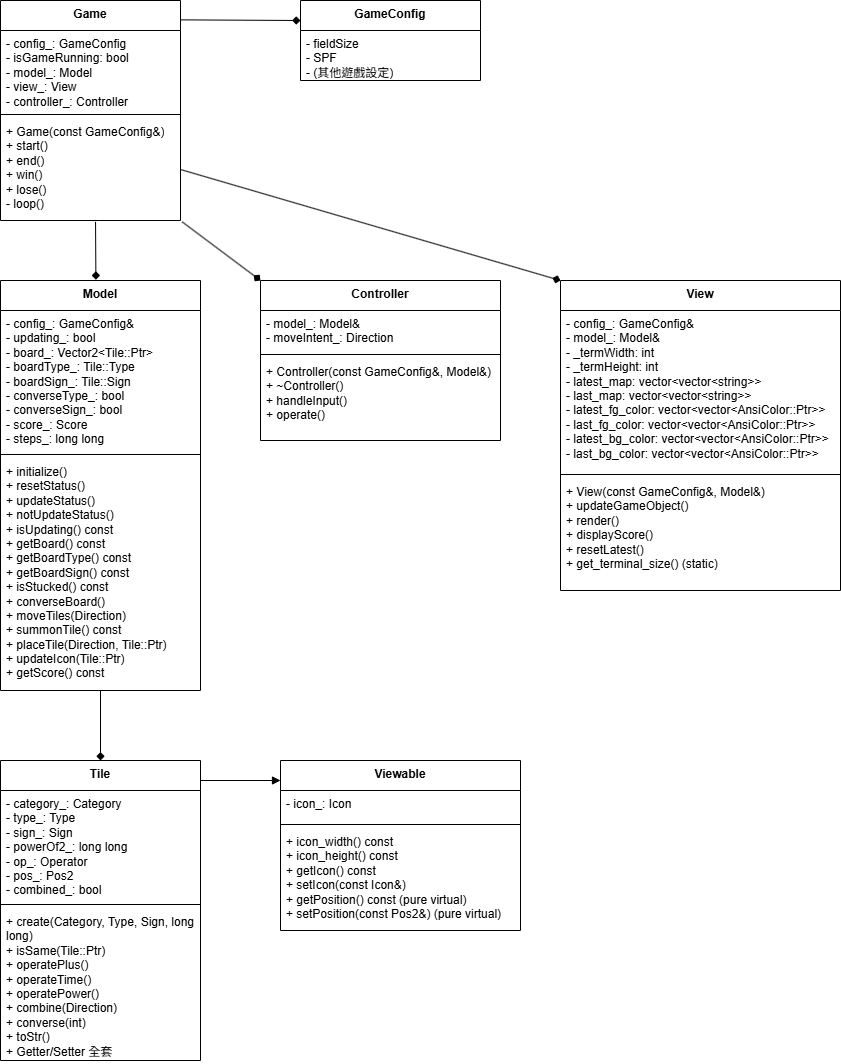 Game
- config_: GameConfig
- isGameRunning: bool
- model_: Model
- view_: View
- controller_: Controller
+ Game(const GameConfig&)
+ start()
+ end()
+ win()
+ lose()
- loop()
GameConfig
- fieldSize
- SPF
- (其他遊戲設定)
Model
- config_: GameConfig&
- updating_: bool
- board_: Vector2<Tile::Ptr>
- boardType_: Tile::Type
- boardSign_: Tile::Sign
- converseType_: bool
- converseSign_: bool
- score_: Score
- steps_: long long
+ initialize()
+ resetStatus()
+ updateStatus()
+ notUpdateStatus()
+ isUpdating() const
+ getBoard() const
+ getBoardType() const
+ getBoardSign() const
+ isStucked() const
+ converseBoard()
+ moveTiles(Direction)
+ summonTile() const
+ placeTile(Direction, Tile::Ptr)
+ updateIcon(Tile::Ptr)
+ getScore() const
Controller
- model_: Model&
- moveIntent_: Direction
+ Controller(const GameConfig&, Model&)
+ ~Controller()
+ handleInput()
+ operate()
View
- config_: GameConfig&
- model_: Model&
- _termWidth: int
- _termHeight: int
- latest_map: vector<vector<string>>
- last_map: vector<vector<string>>
- latest_fg_color: vector<vector<AnsiColor::Ptr>>
- last_fg_color: vector<vector<AnsiColor::Ptr>>
- latest_bg_color: vector<vector<AnsiColor::Ptr>>
- last_bg_color: vector<vector<AnsiColor::Ptr>>
+ View(const GameConfig&, Model&)
+ updateGameObject()
+ render()
+ displayScore()
+ resetLatest()
+ get_terminal_size() (static)
Tile
- category_: Category
- type_: Type
- sign_: Sign
- powerOf2_: long long
- op_: Operator
- pos_: Pos2
- combined_: bool
+ create(Category, Type, Sign, long
long)
+ isSame(Tile::Ptr)
+ operatePlus()
+ operateTime()
+ operatePower()
+ combine(Direction)
+ converse(int)
+ toStr()
+ Getter/Setter 全套
Viewable
- icon_: Icon
+ icon_width() const
+ icon_height() const
+ getIcon() const
+ setIcon(const Icon&)
+ getPosition() const (pure virtual)
+ setPosition(const Pos2&) (pure virtual)